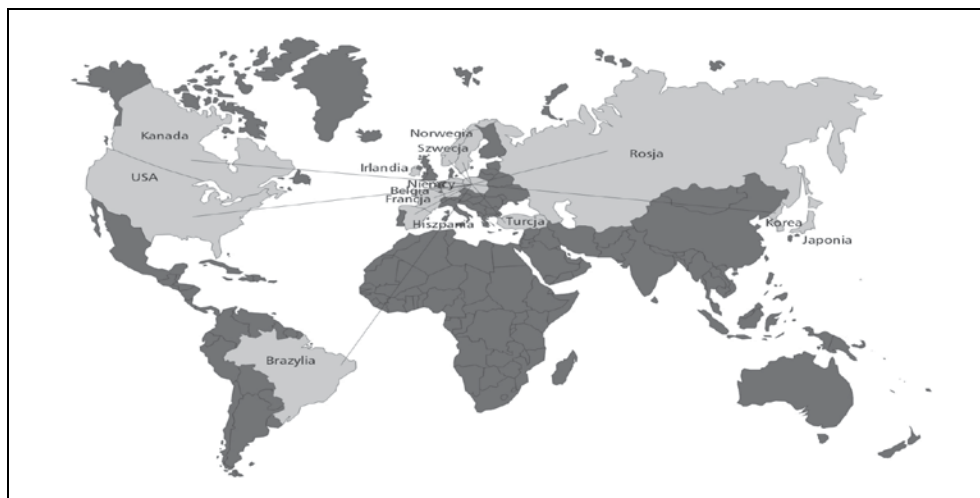 Norwegia
Kanada
Szwecja
Rosja
Irlandia
USA
Niemcy
Belgia
Francja
Hiszpania
Turcja
Korea
Japonia
Brazylia